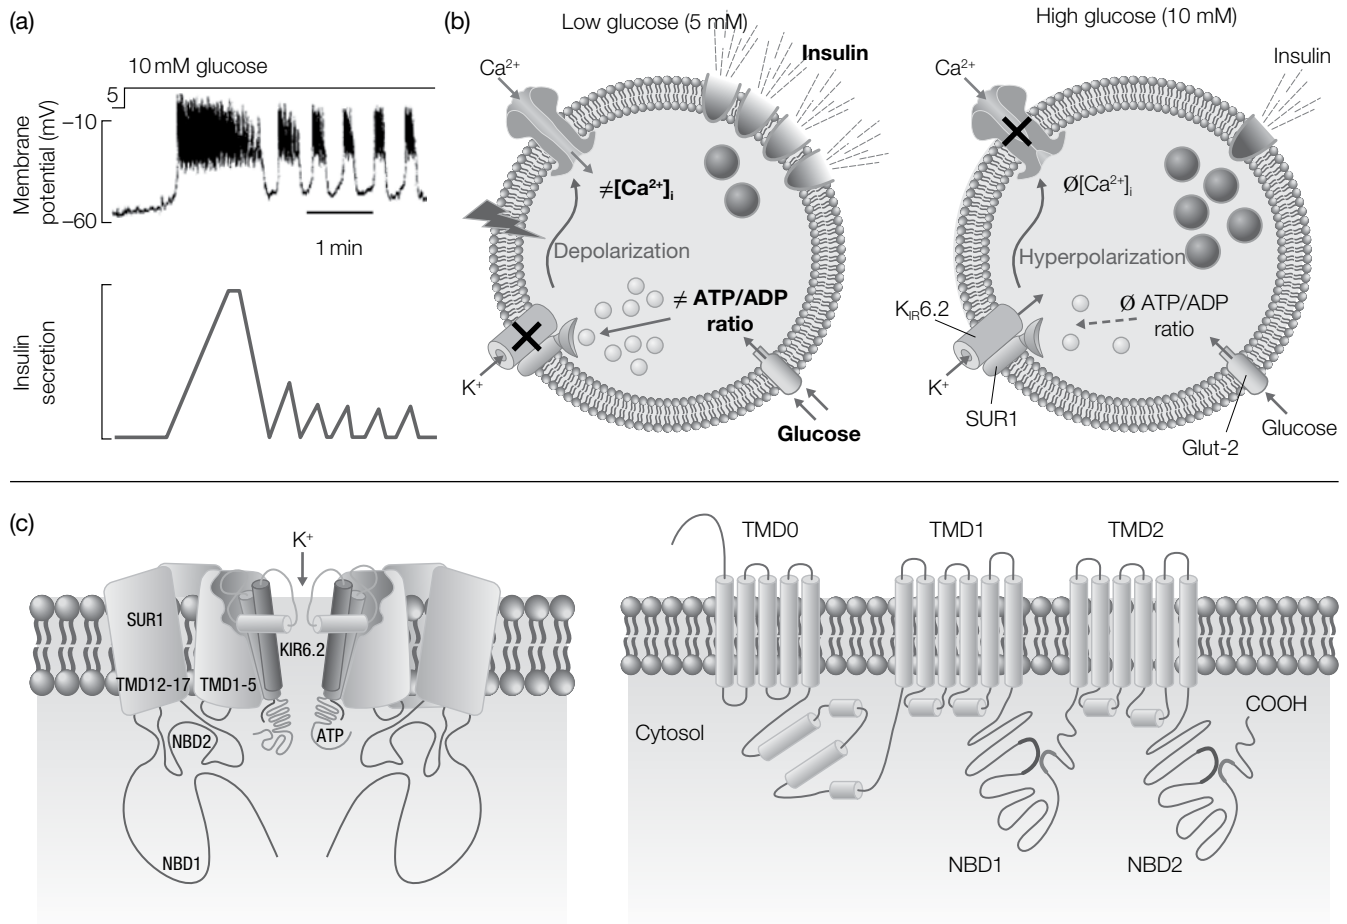 (a)
10 mM glucose
5
–10
–60
Membrane
potential (mV)
1 min
Insulin
secretion
(b)
Low glucose (5 mM)
Ca²⁺
Insulin
≠[Ca²⁺]ᵢ
Depolarization
≠ ATP/ADP
ratio
K⁺
Glucose
High glucose (10 mM)
Ca²⁺
Insulin
Ø[Ca²⁺]ᵢ
Hyperpolarization
K_IR6.2
Ø ATP/ADP
ratio
K⁺
SUR1
Glut-2
Glucose
(c)
K⁺
SUR1
KIR6.2
TMD12-17
TMD1-5
NBD2
ATP
NBD1
TMD0
TMD1
TMD2
Cytosol
COOH
NBD1
NBD2